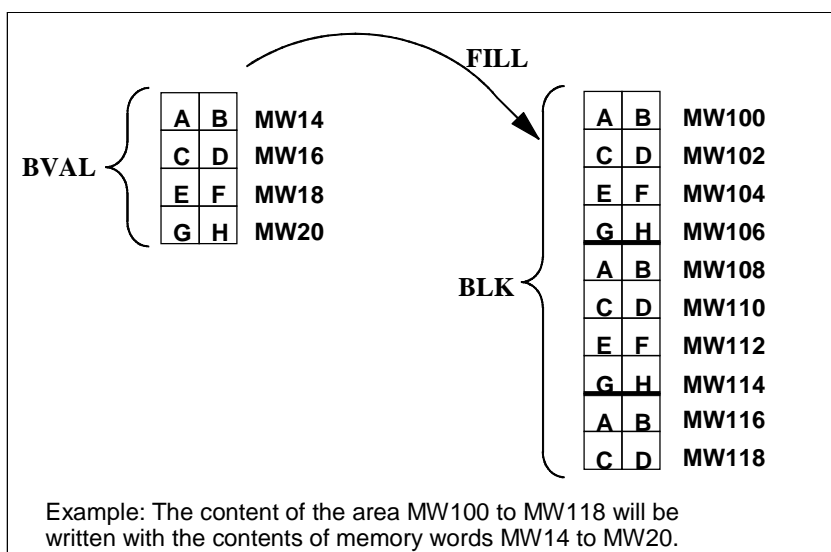 FILL
BVAL
A B MW14
C D MW16
E F MW18
G H MW20
BLK
A B MW100
C D MW102
E F MW104
G H MW106
A B MW108
C D MW110
E F MW112
G H MW114
A B MW116
C D MW118
Example: The content of the area MW100 to MW118 will be
written with the contents of memory words MW14 to MW20.